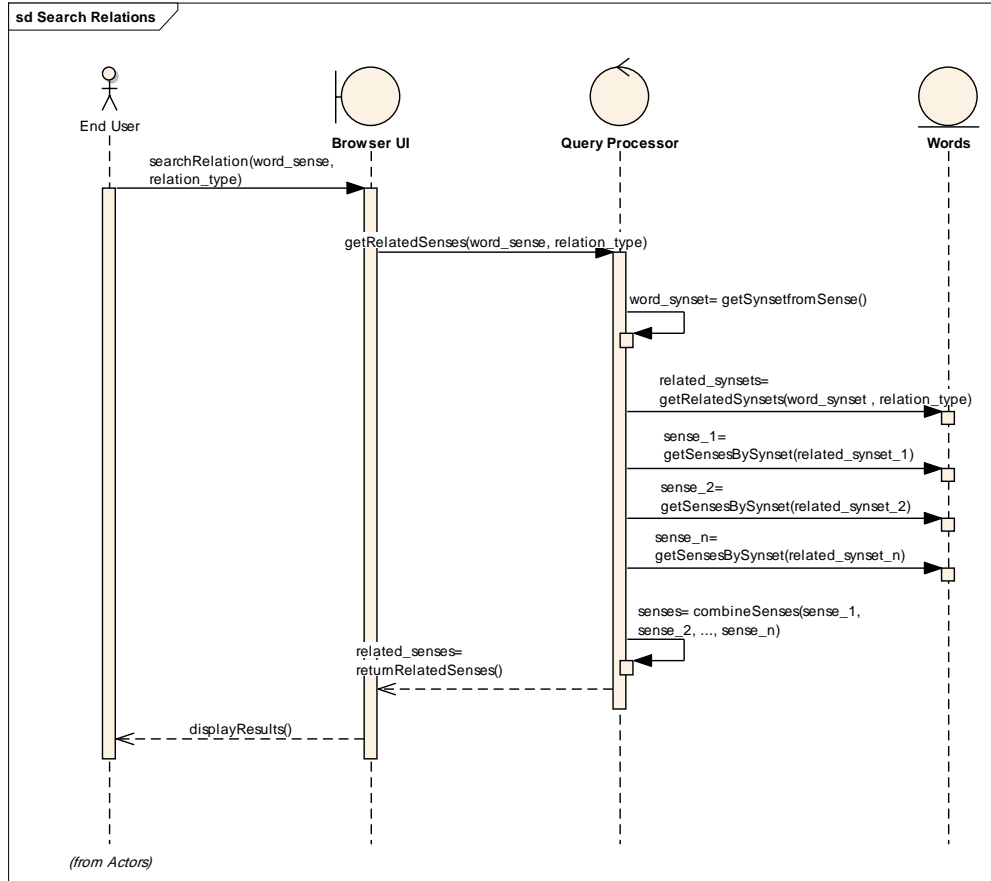 sd Search Relations
End User
Browser UI
Query Processor
Words
searchRelation(word_sense,
relation_type)
getRelatedSenses(word_sense, relation_type)
word_synset= getSynsetfromSense()
related_synsets=
getRelatedSynsets(word_synset , relation_type)
sense_1=
getSensesBySynset(related_synset_1)
sense_2=
getSensesBySynset(related_synset_2)
sense_n=
getSensesBySynset(related_synset_n)
senses= combineSenses(sense_1,
sense_2, ..., sense_n)
related_senses=
returnRelatedSenses()
displayResults()
(from Actors)